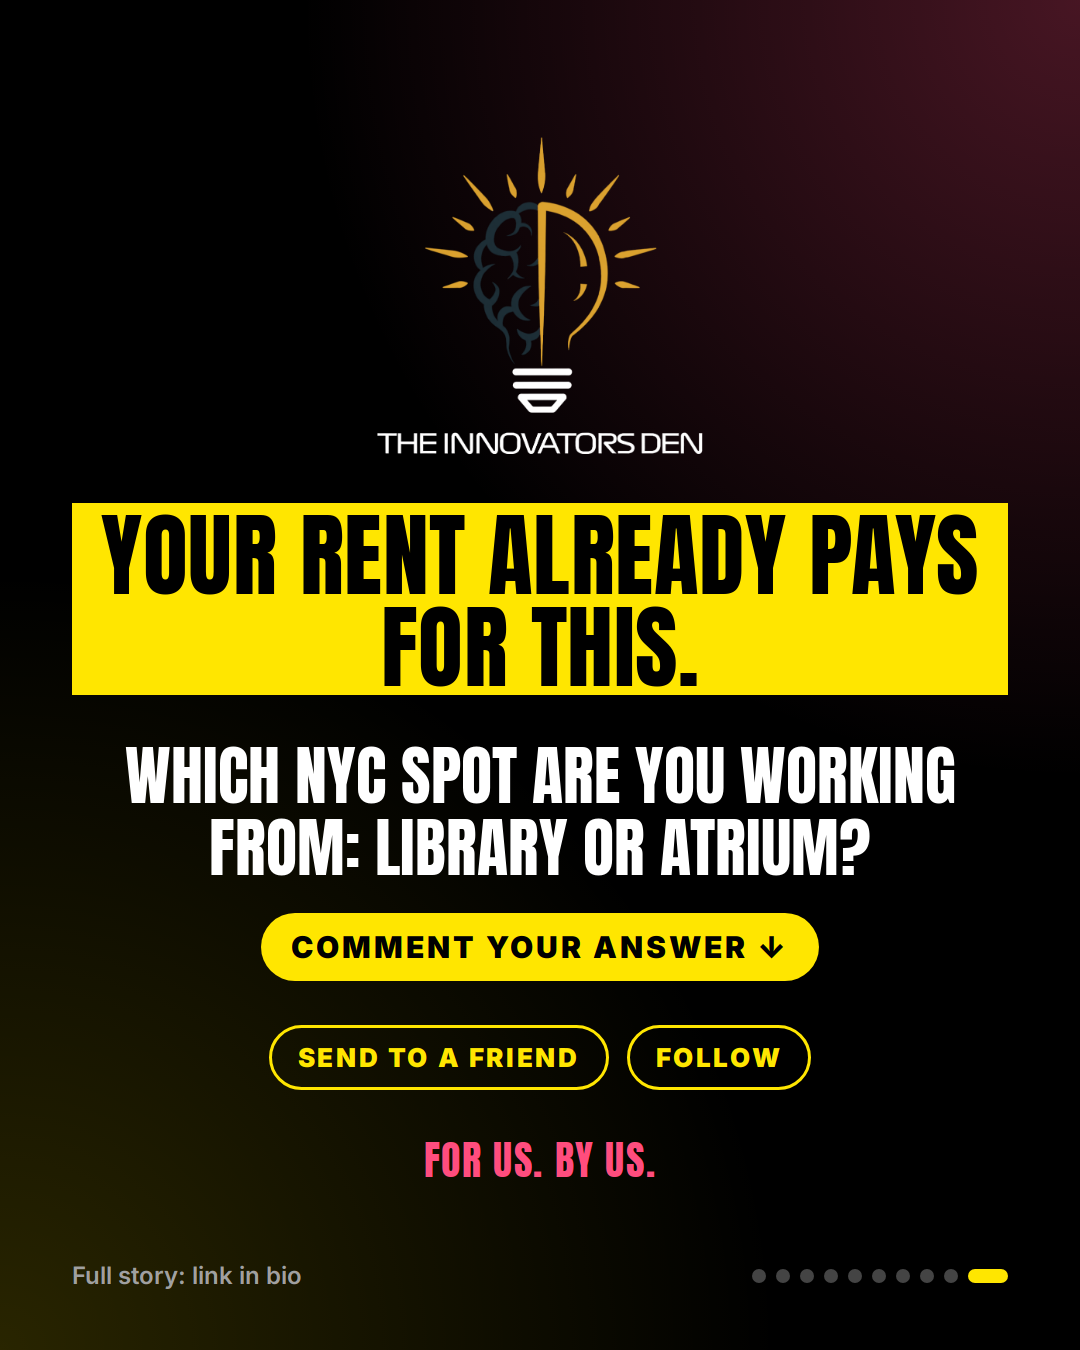 THE INNOVATORS DEN
YOUR RENT ALREADY PAYS
FOR THIS.
WHICH NYC SPOT ARE YOU WORKING
FROM: LIBRARY OR ATRIUM?
COMMENT YOUR ANSWER ↓
SEND TO A FRIEND
FOLLOW
FOR US. BY US.
Full story: link in bio